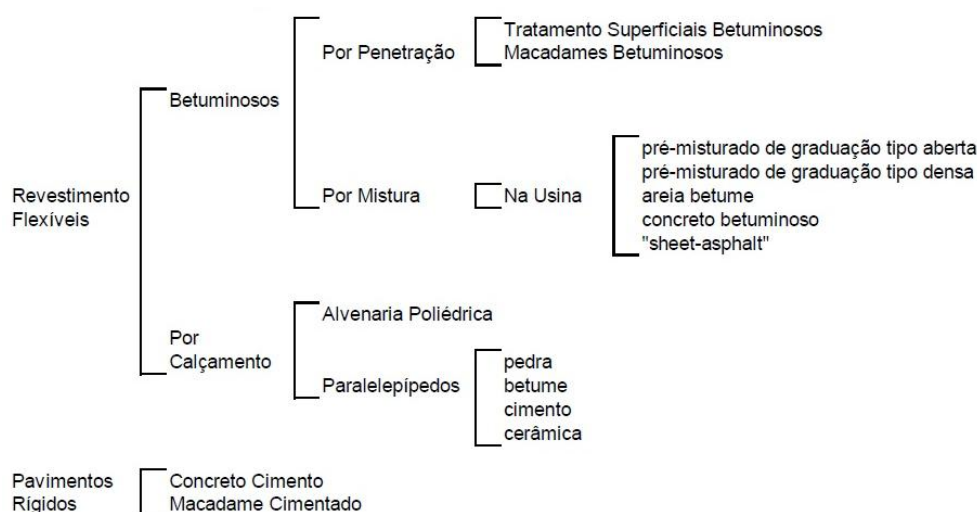 Revestimento
Flexíveis
Betuminosos
Por Penetração
Tratamento Superficiais Betuminosos
Macadames Betuminosos
Por Mistura
Na Usina
pré-misturado de graduação tipo aberta
pré-misturado de graduação tipo densa
areia betume
concreto betuminoso
"sheet-asphalt"
Por
Calçamento
Alvenaria Poliédrica
Paralelepípedos
pedra
betume
cimento
cerâmica
Pavimentos
Rígidos
Concreto Cimento
Macadame Cimentado